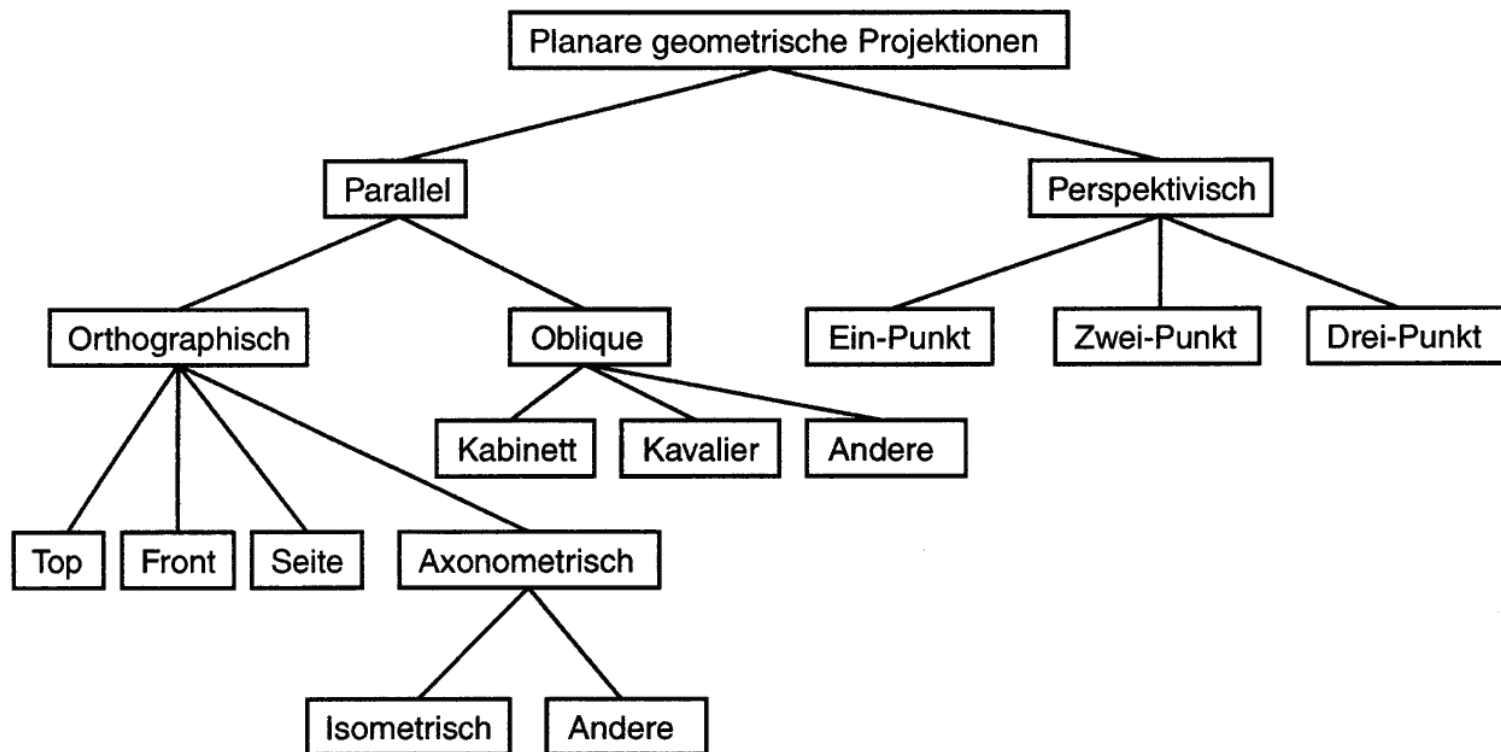 Planare geometrische Projektionen
Parallel
Perspektivisch
Orthographisch
Oblique
Ein-Punkt
Zwei-Punkt
Drei-Punkt
Kabinett
Kavalier
Andere
Top
Front
Seite
Axonometrisch
Isometrisch
Andere